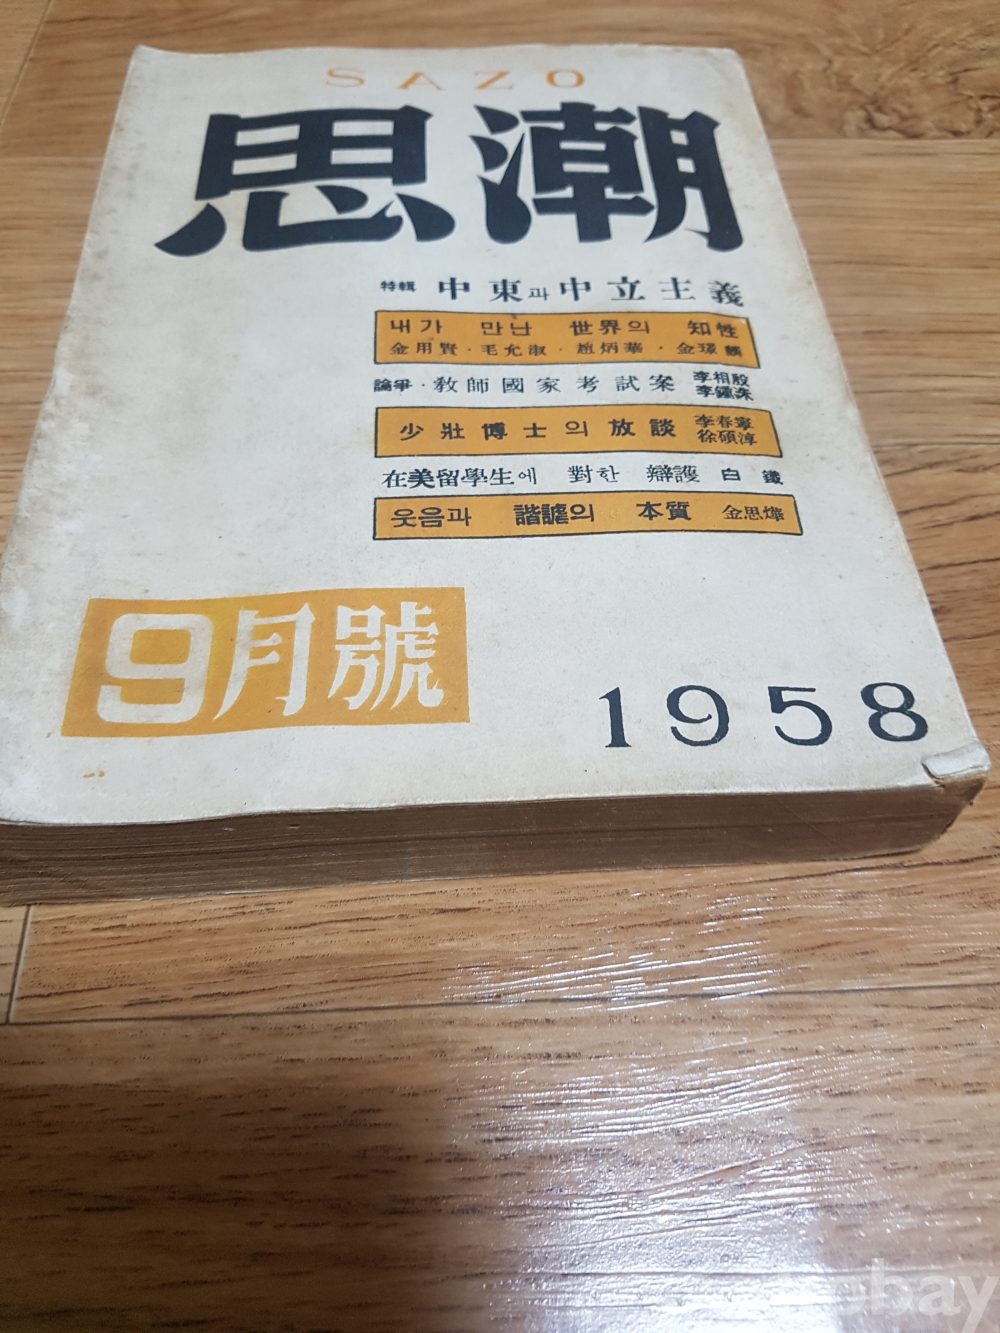 SAZO
思潮
特輯 中東과 中立主義
내가 만난 世界의 知性
金用賢 · 毛允淑 · 趙炳華 · 金環麟
論爭 · 敎師國家考試案 李相殷
李鍾洙
少壯博士의 放談 李春寧
徐碩淳
在美留學生에 對한 辯護 白鐵
웃음과 諧謔의 本質 金思燁
9月號
1958
bay